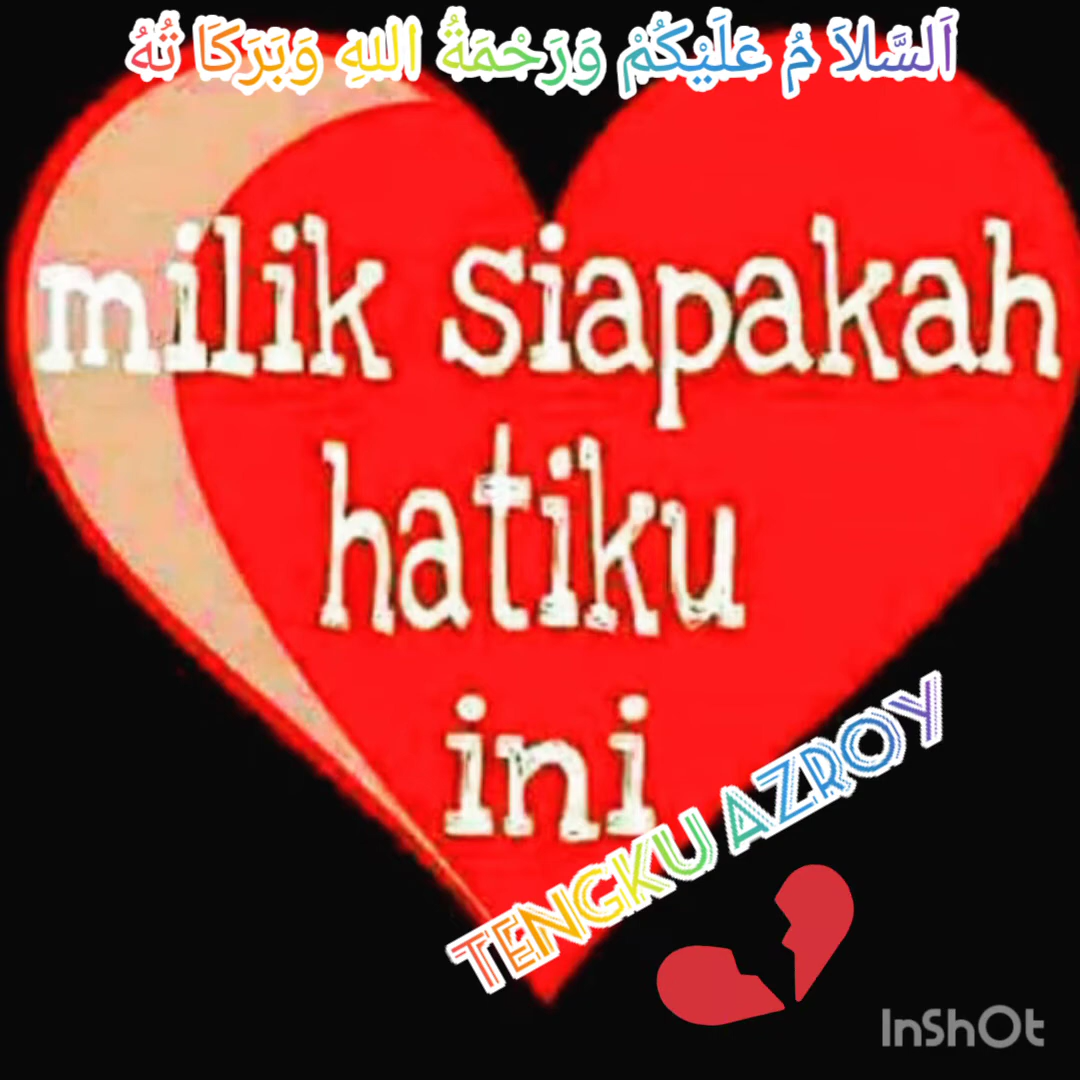 اَلسَّلاَ مُ عَلَيْكُمْ وَرَحْمَةُ اللهِ وَبَرَكَا تُهُ
milik siapakah
hatiku
ini
TENGKU AZROY
InShOt